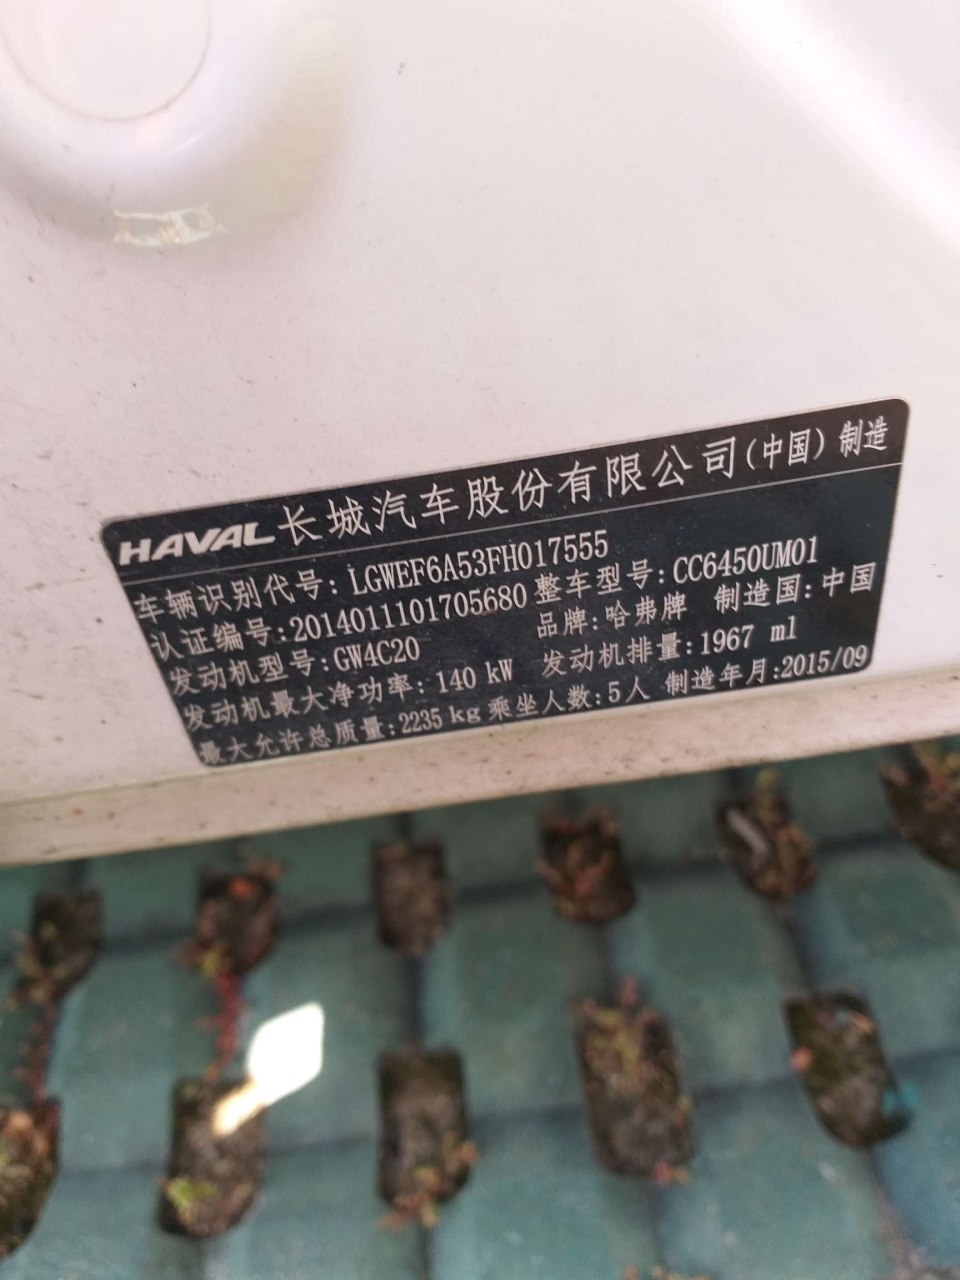 HAVAL 长城汽车股份有限公司(中国)制造
车辆识别代号:LGWEF6A53FH017555
认证编号:2014011101705680 整车型号:CC6450UM01
发动机型号:GW4C20 品牌:哈弗牌 制造国:中国
发动机最大净功率:140 kW 发动机排量:1967 ml
最大允许总质量:2235 kg 乘坐人数:5人 制造年月:2015/09